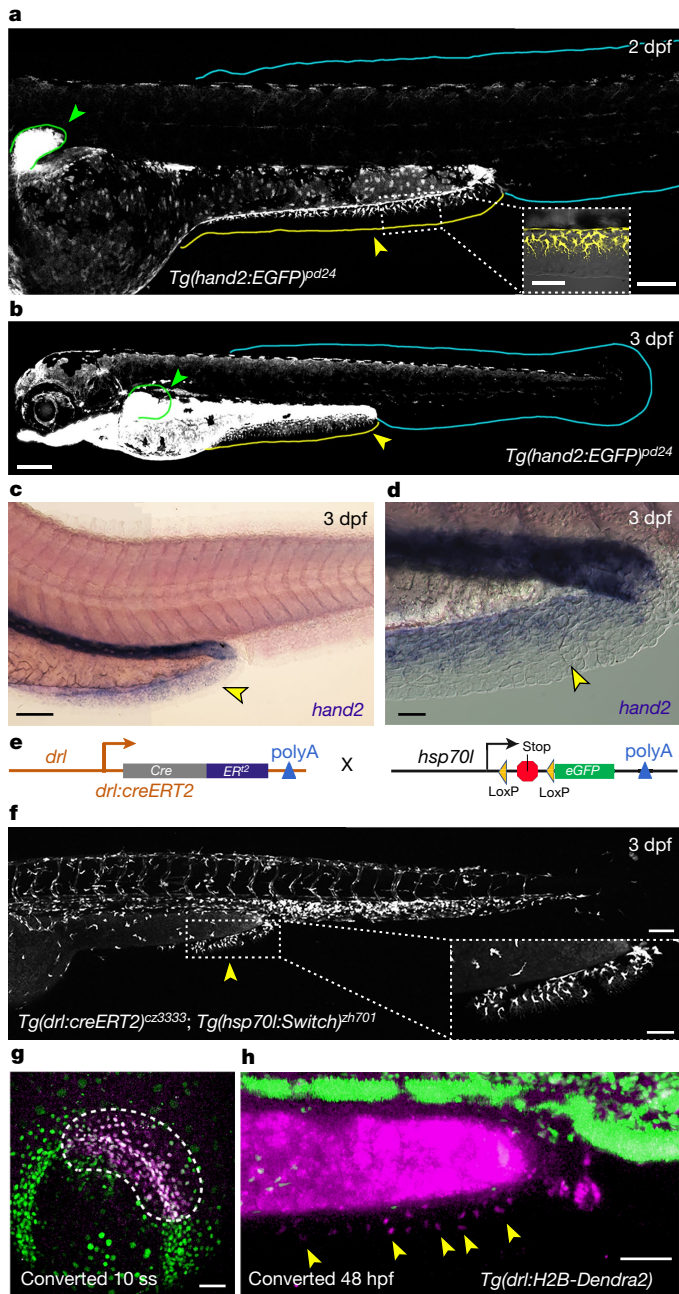 a
2 dpf
Tg(hand2:EGFP)pd24
b
3 dpf
Tg(hand2:EGFP)pd24
c
3 dpf
hand2
d
3 dpf
hand2
e
drl
Cre
ERt2
polyA
drl:creERT2
X
hsp70l
Stop
eGFP
polyA
LoxP
LoxP
f
3 dpf
Tg(drl:creERT2)cz3333; Tg(hsp70l:Switch)zh701
g
Converted 10 ss
h
Converted 48 hpf
Tg(drl:H2B-Dendra2)